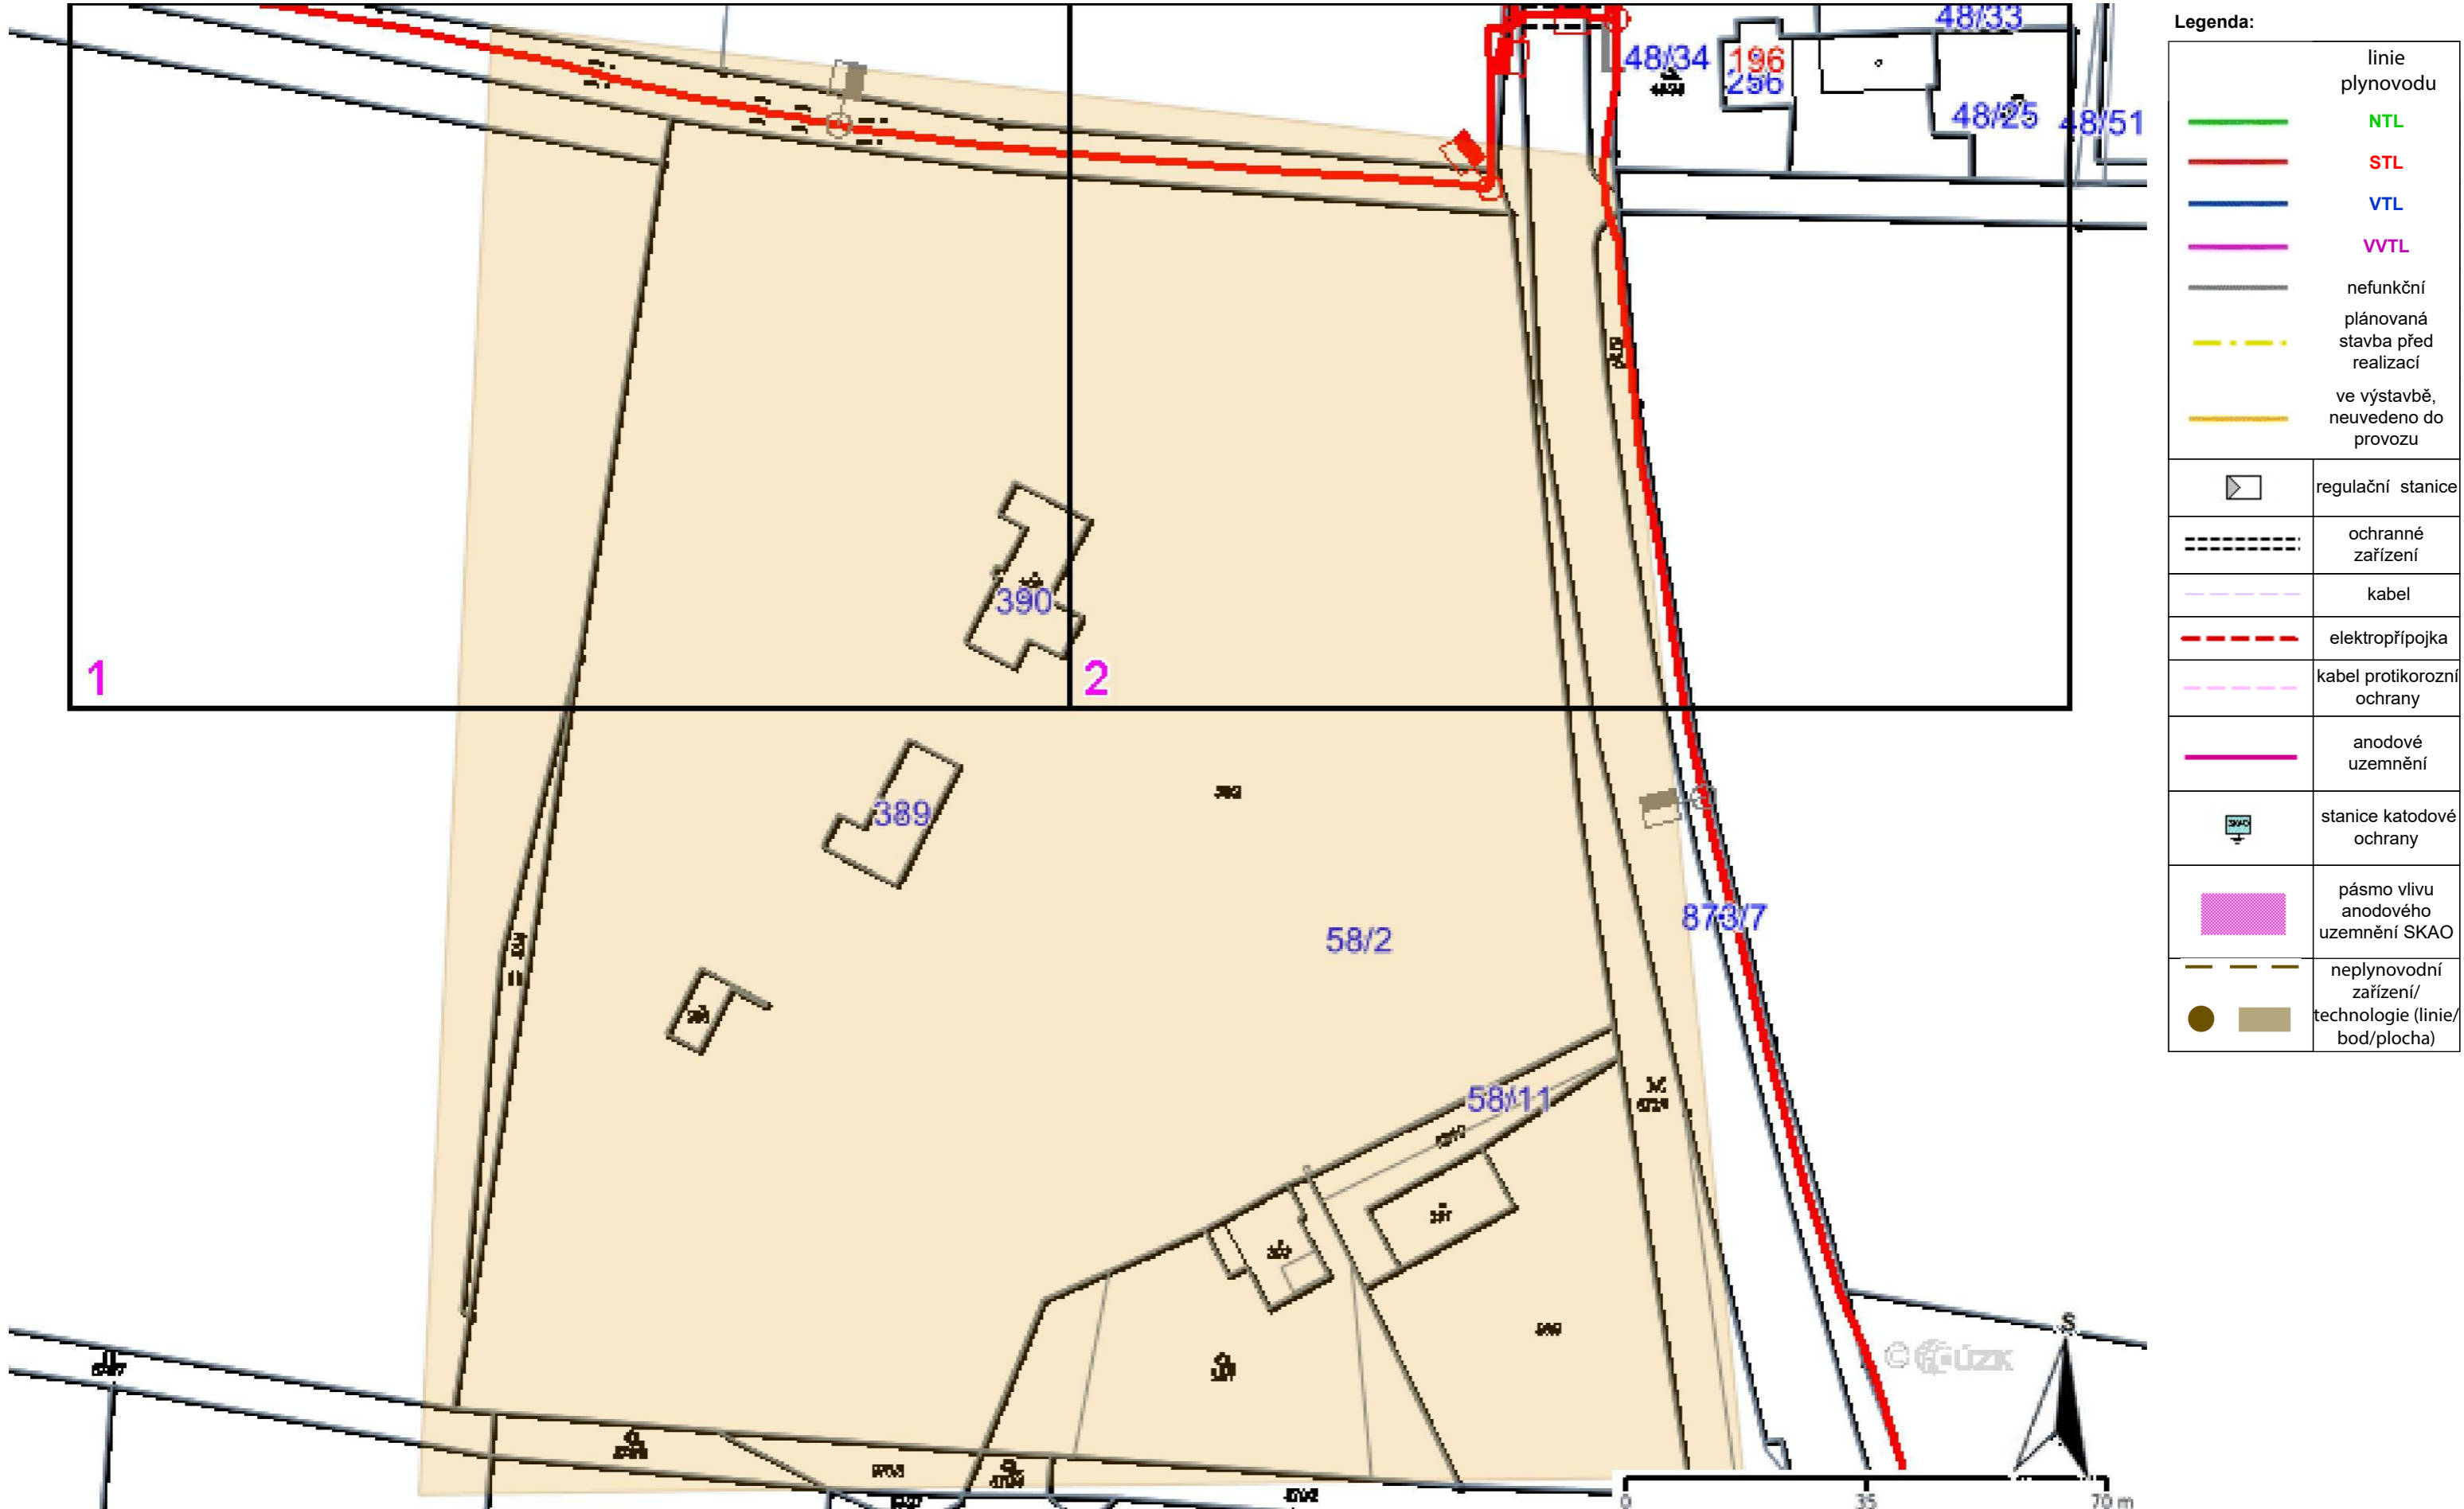 48/33
48/34
196
256
48/25
48/51
390
1
2
389
58/2
873/7
58/11
S
0
35
70 m
Legenda:
linie
plynovodu
NTL
STL
VTL
VVTL
nefunkční
plánovaná
stavba před
realizací
ve výstavbě,
neuvedeno do
provozu
regulační stanice
ochranné
zařízení
kabel
elektropřípojka
kabel protikorozní
ochrany
anodové
uzemnění
SKAO
stanice katodové
ochrany
pásmo vlivu
anodového
uzemnění SKAO
neplynovodní
zařízení/
technologie (linie/
bod/plocha)